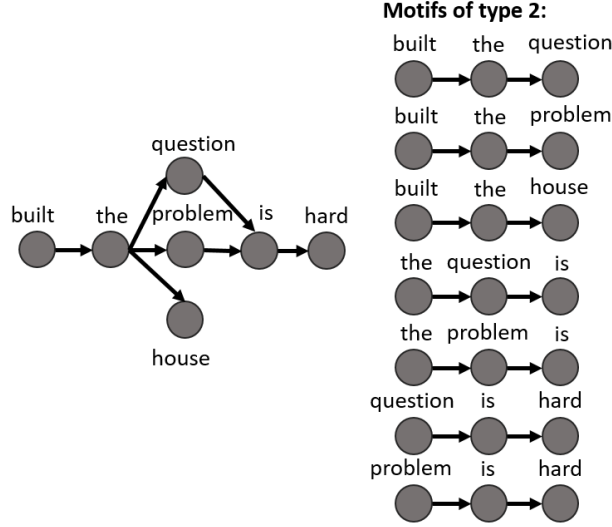 Motifs of type 2:
built the question
built the problem
built the house
the question is
the problem is
question is hard
problem is hard
question
built the problem is hard
house